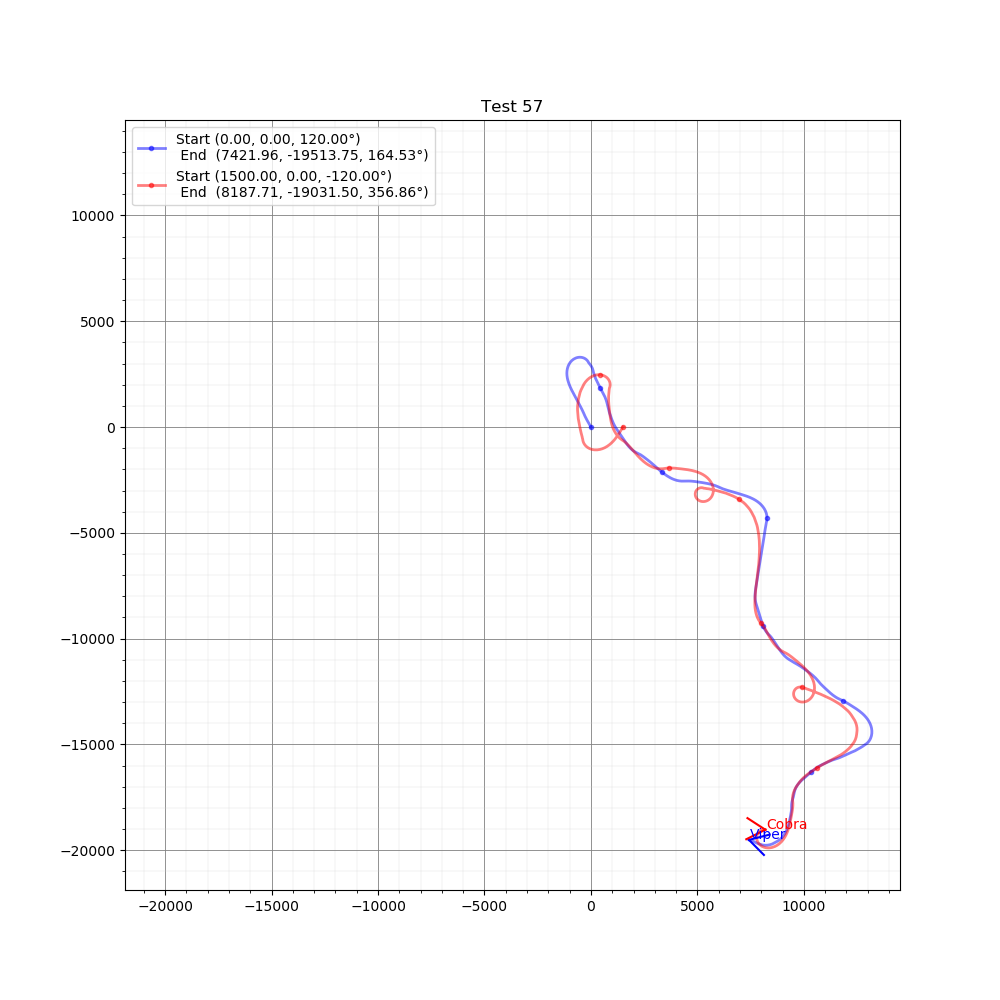 Test 57
Start (0.00, 0.00, 120.00°)
End (7421.96, -19513.75, 164.53°)
Start (1500.00, 0.00, -120.00°)
End (8187.71, -19031.50, 356.86°)
10000
5000
0
−5000
−10000
−15000
−20000
Cobra
Viper
−20000 −15000 −10000 −5000 0 5000 10000